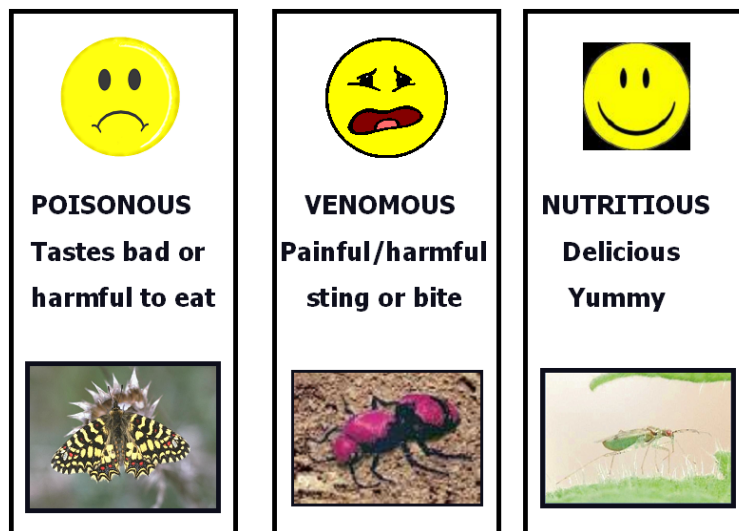 POISONOUS
Tastes bad or
harmful to eat
VENOMOUS
Painful/harmful
sting or bite
NUTRITIOUS
Delicious
Yummy